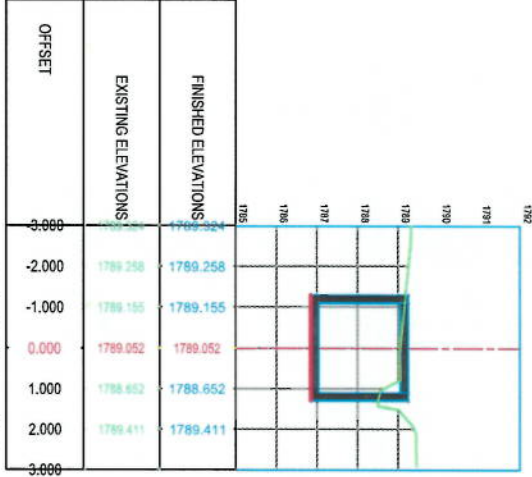 OFFSET
EXISTING ELEVATIONS
FINISHED ELEVATIONS
1785 1786 1787 1788 1789 1790 1791 1792
-3.000 1789.324 1789.324
-2.000 1789.258 1789.258
-1.000 1789.155 1789.155
0.000 1789.052 1789.052
1.000 1788.652 1788.652
2.000 1789.411 1789.411
3.000